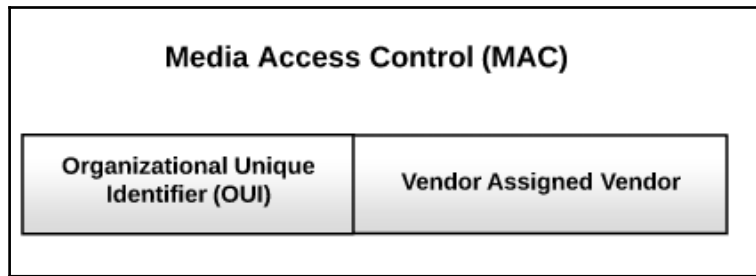 Media Access Control (MAC)
Organizational Unique
Identifier (OUI)
Vendor Assigned Vendor